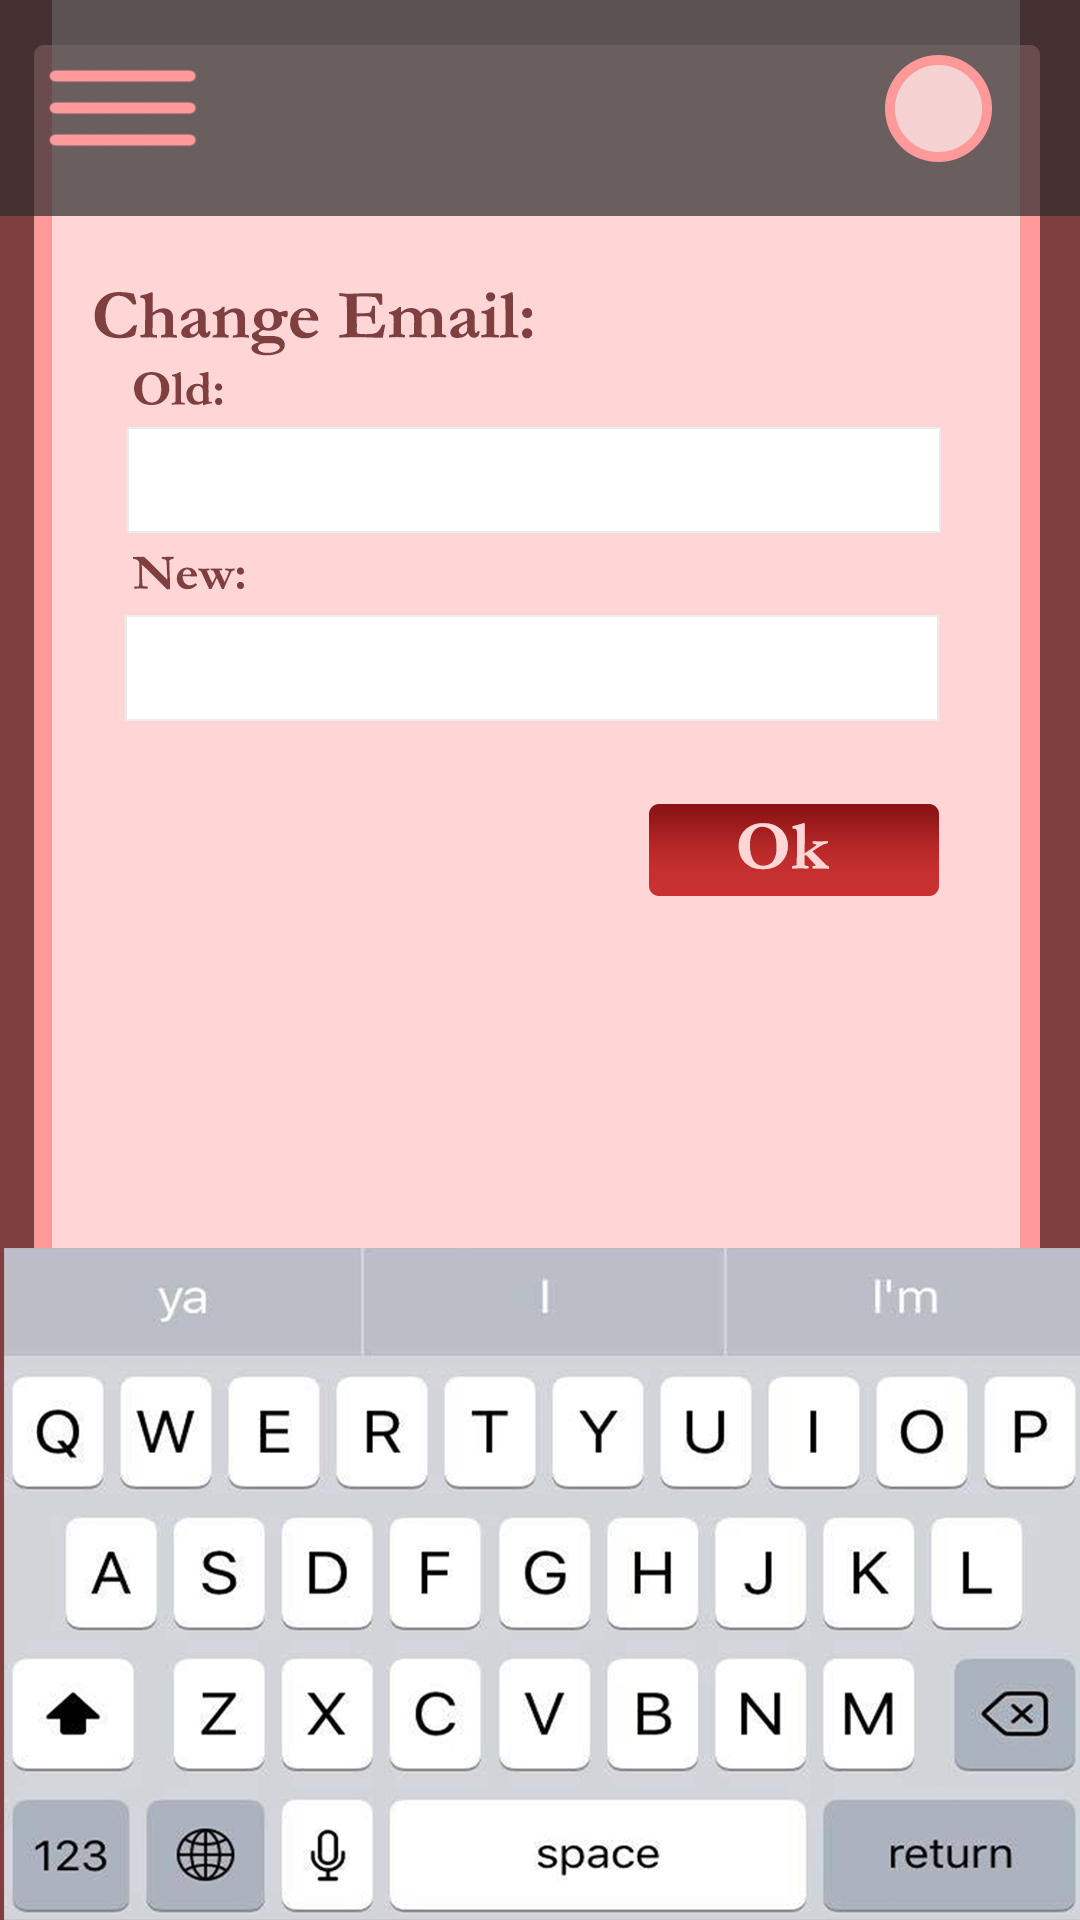 Change Email:
Old:
New:
Ok
ya I I'm
Q W E R T Y U I O P
A S D F G H J K L
Z X C V B N M
123 space return